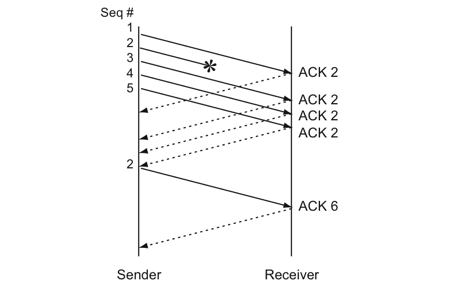 Seq #
1
2
3
4
5
ACK 2
ACK 2
ACK 2
ACK 2
2
ACK 6
Sender
Receiver